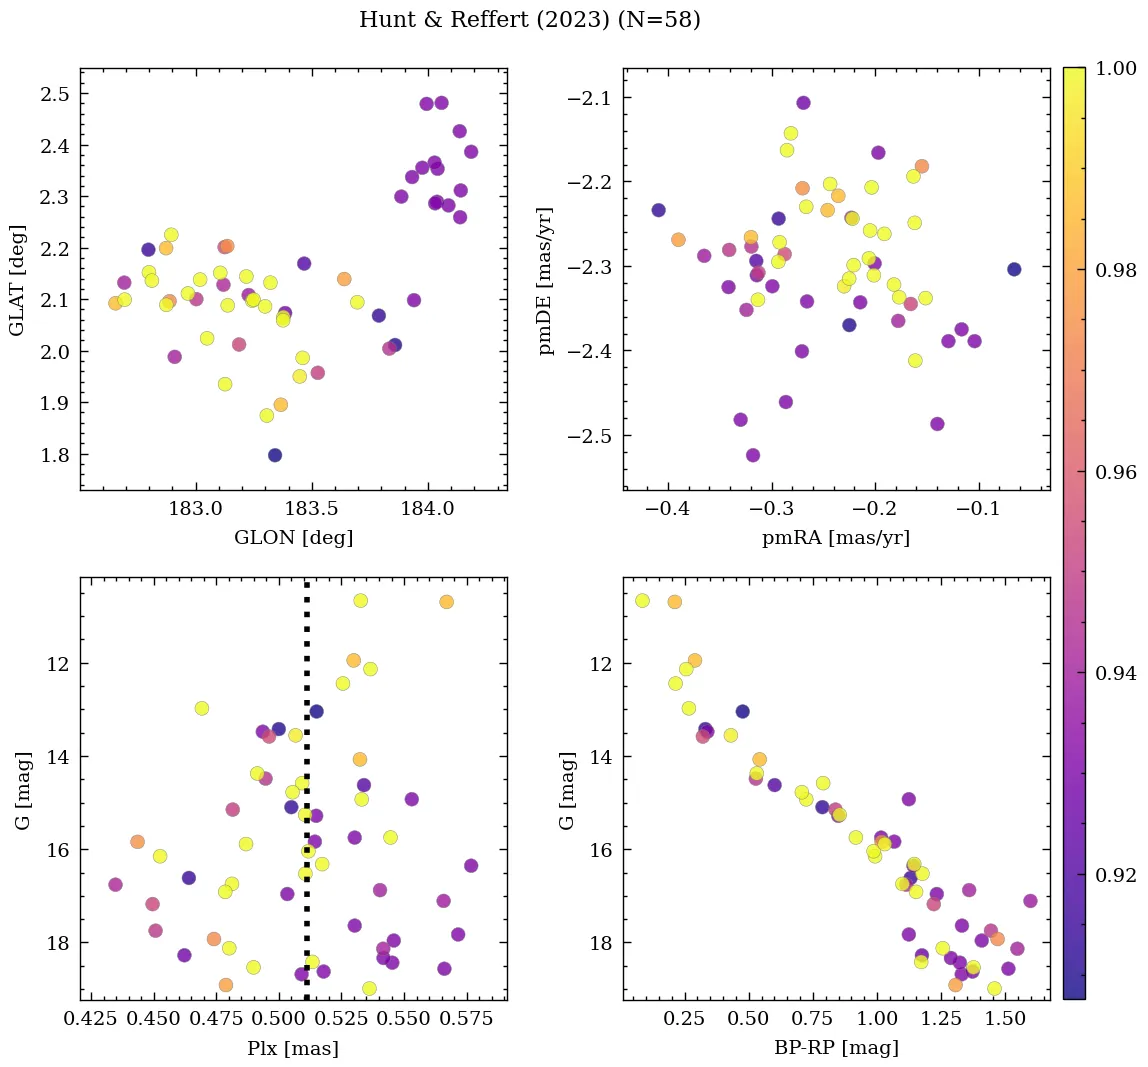 Hunt & Reffert (2023) (N=58)
2.5
2.4
2.3
2.2
2.1
2.0
1.9
1.8
GLAT [deg]
183.0 183.5 184.0
GLON [deg]
−2.1
−2.2
−2.3
−2.4
−2.5
pmDE [mas/yr]
−0.4 −0.3 −0.2 −0.1
pmRA [mas/yr]
12
14
16
18
G [mag]
0.425 0.450 0.475 0.500 0.525 0.550 0.575
Plx [mas]
12
14
16
18
G [mag]
0.25 0.50 0.75 1.00 1.25 1.50
BP-RP [mag]
1.00
0.98
0.96
0.94
0.92